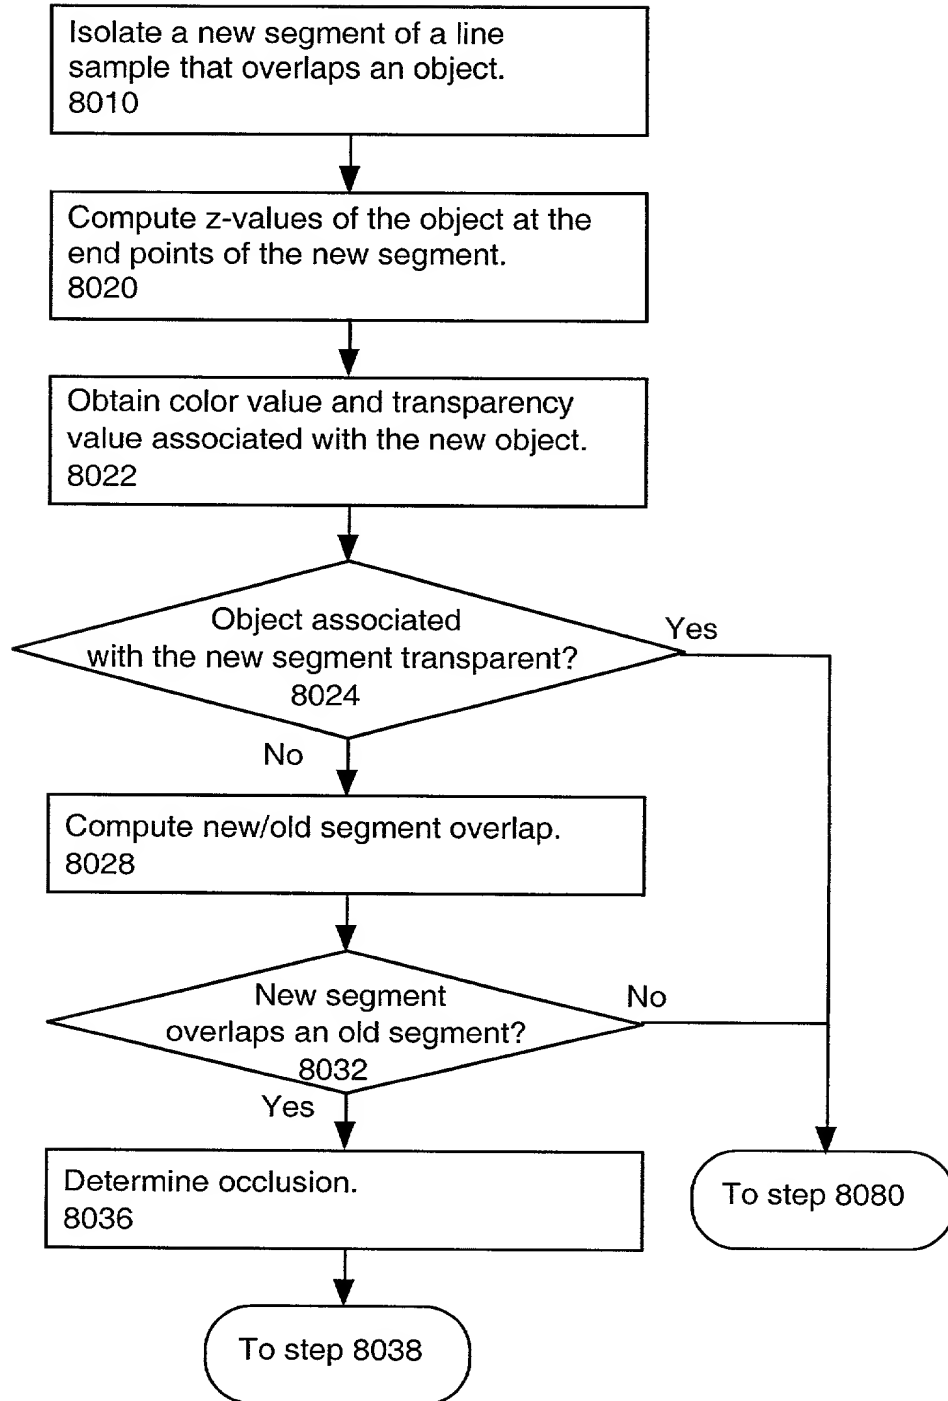 Isolate a new segment of a line
sample that overlaps an object.
8010
Compute z-values of the object at the
end points of the new segment.
8020
Obtain color value and transparency
value associated with the new object.
8022
Object associated
with the new segment transparent?
8024
Yes
No
Compute new/old segment overlap.
8028
New segment
overlaps an old segment?
8032
No
Yes
Determine occlusion.
8036
To step 8080
To step 8038